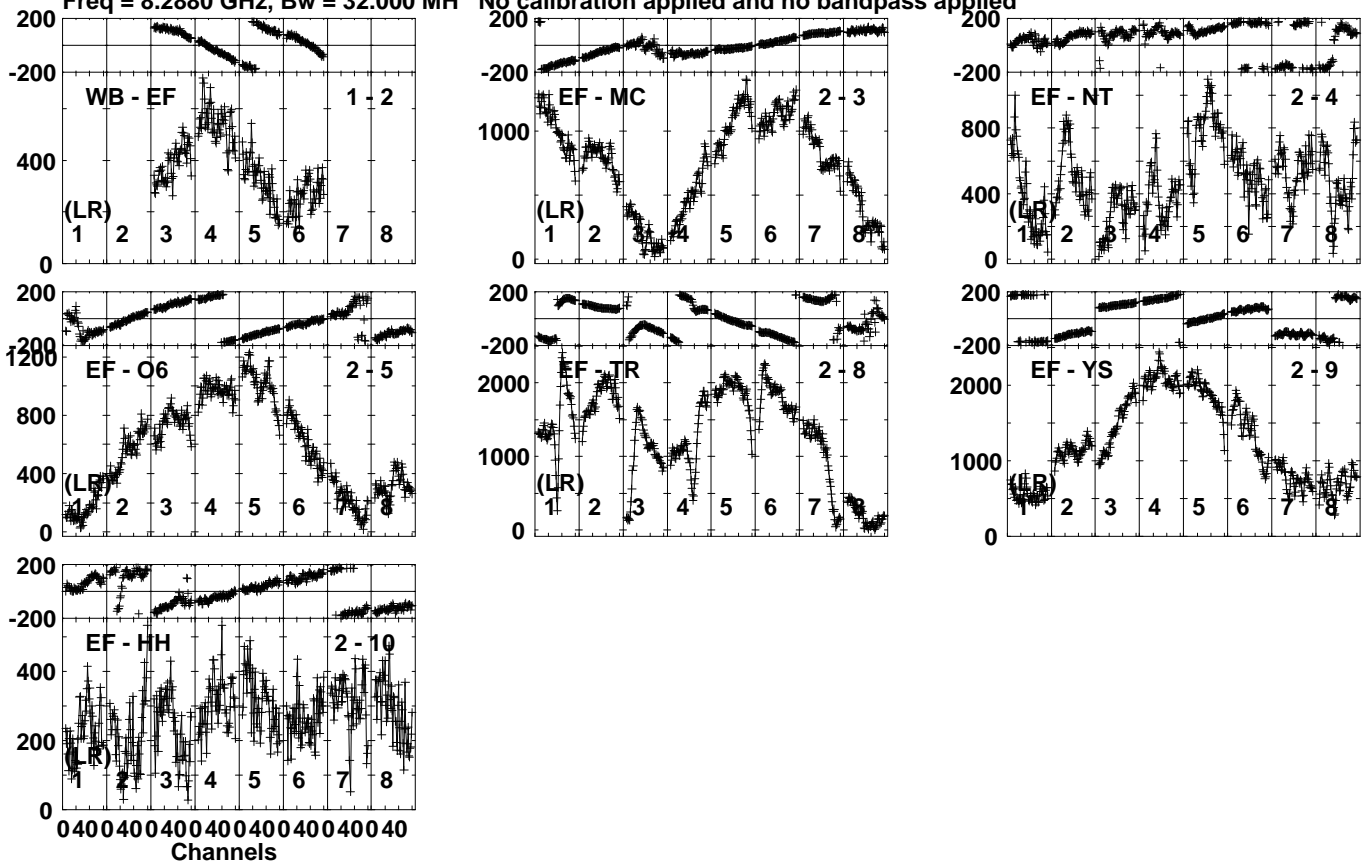 Freq = 8.2880 GHz, Bw = 32.000 MH No calibration applied and no bandpass applied
200
-200
WB - EF 1 - 2
400
(LR)
1 2 3 4 5 6 7 8
0
200
-200
EF - MC 2 - 3
1000
(LR)
1 2 3 4 5 6 7 8
0
200
-200
EF - NT 2 - 4
800
400
(LR)
1 2 3 4 5 6 7 8
0
200
-200
1200
EF - O6 2 - 5
800
400
(LR)
1 2 3 4 5 6 7 8
0
200
-200
EF - TR 2 - 8
2000
1000
(LR)
1 2 3 4 5 6 7 8
0
200
-200
EF - YS 2 - 9
2000
1000
(LR)
1 2 3 4 5 6 7 8
0
200
-200
EF - HH 2 - 10
400
300
200
100
(LR)
1 2 3 4 5 6 7 8
0
0 40 0 40 0 40 0 40 0 40 0 40 0 40 0 40
Channels